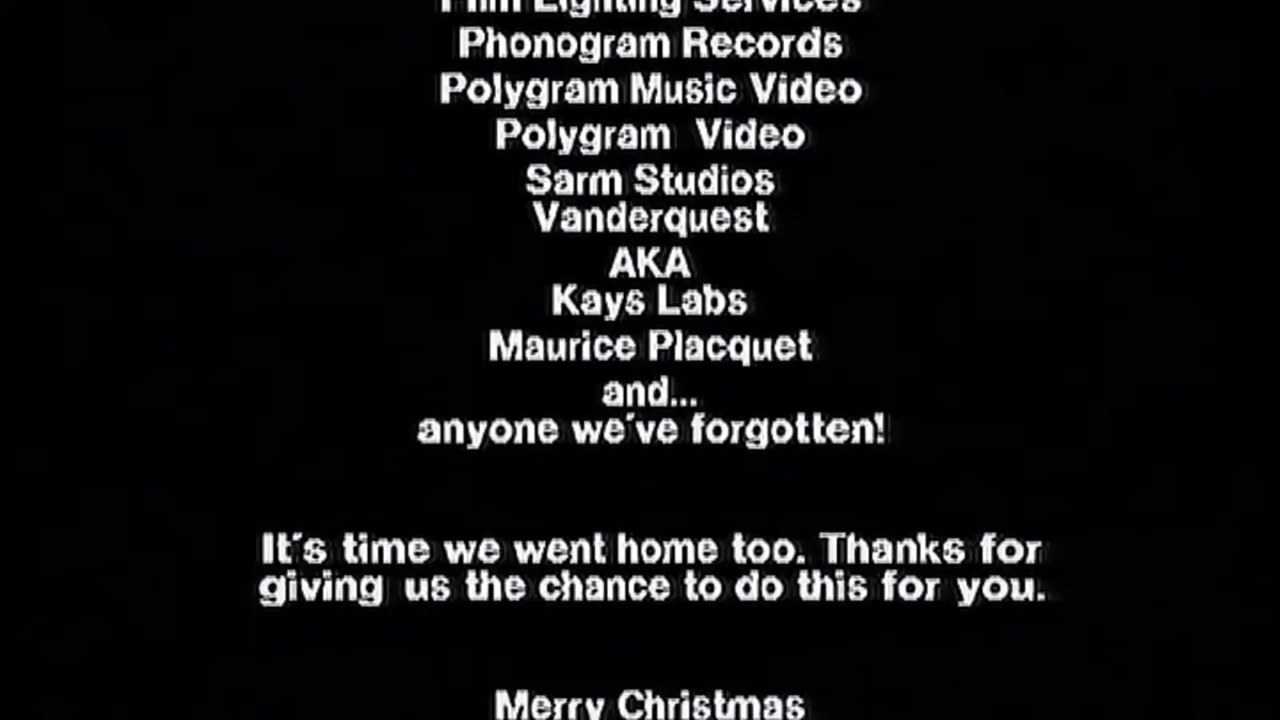 Film Lighting Services
Phonogram Records
Polygram Music Video
Polygram Video
Sarm Studios
Vanderquest
AKA
Kays Labs
Maurice Placquet
and...
anyone we've forgotten!
It's time we went home too. Thanks for
giving us the chance to do this for you.
Merry Christmas